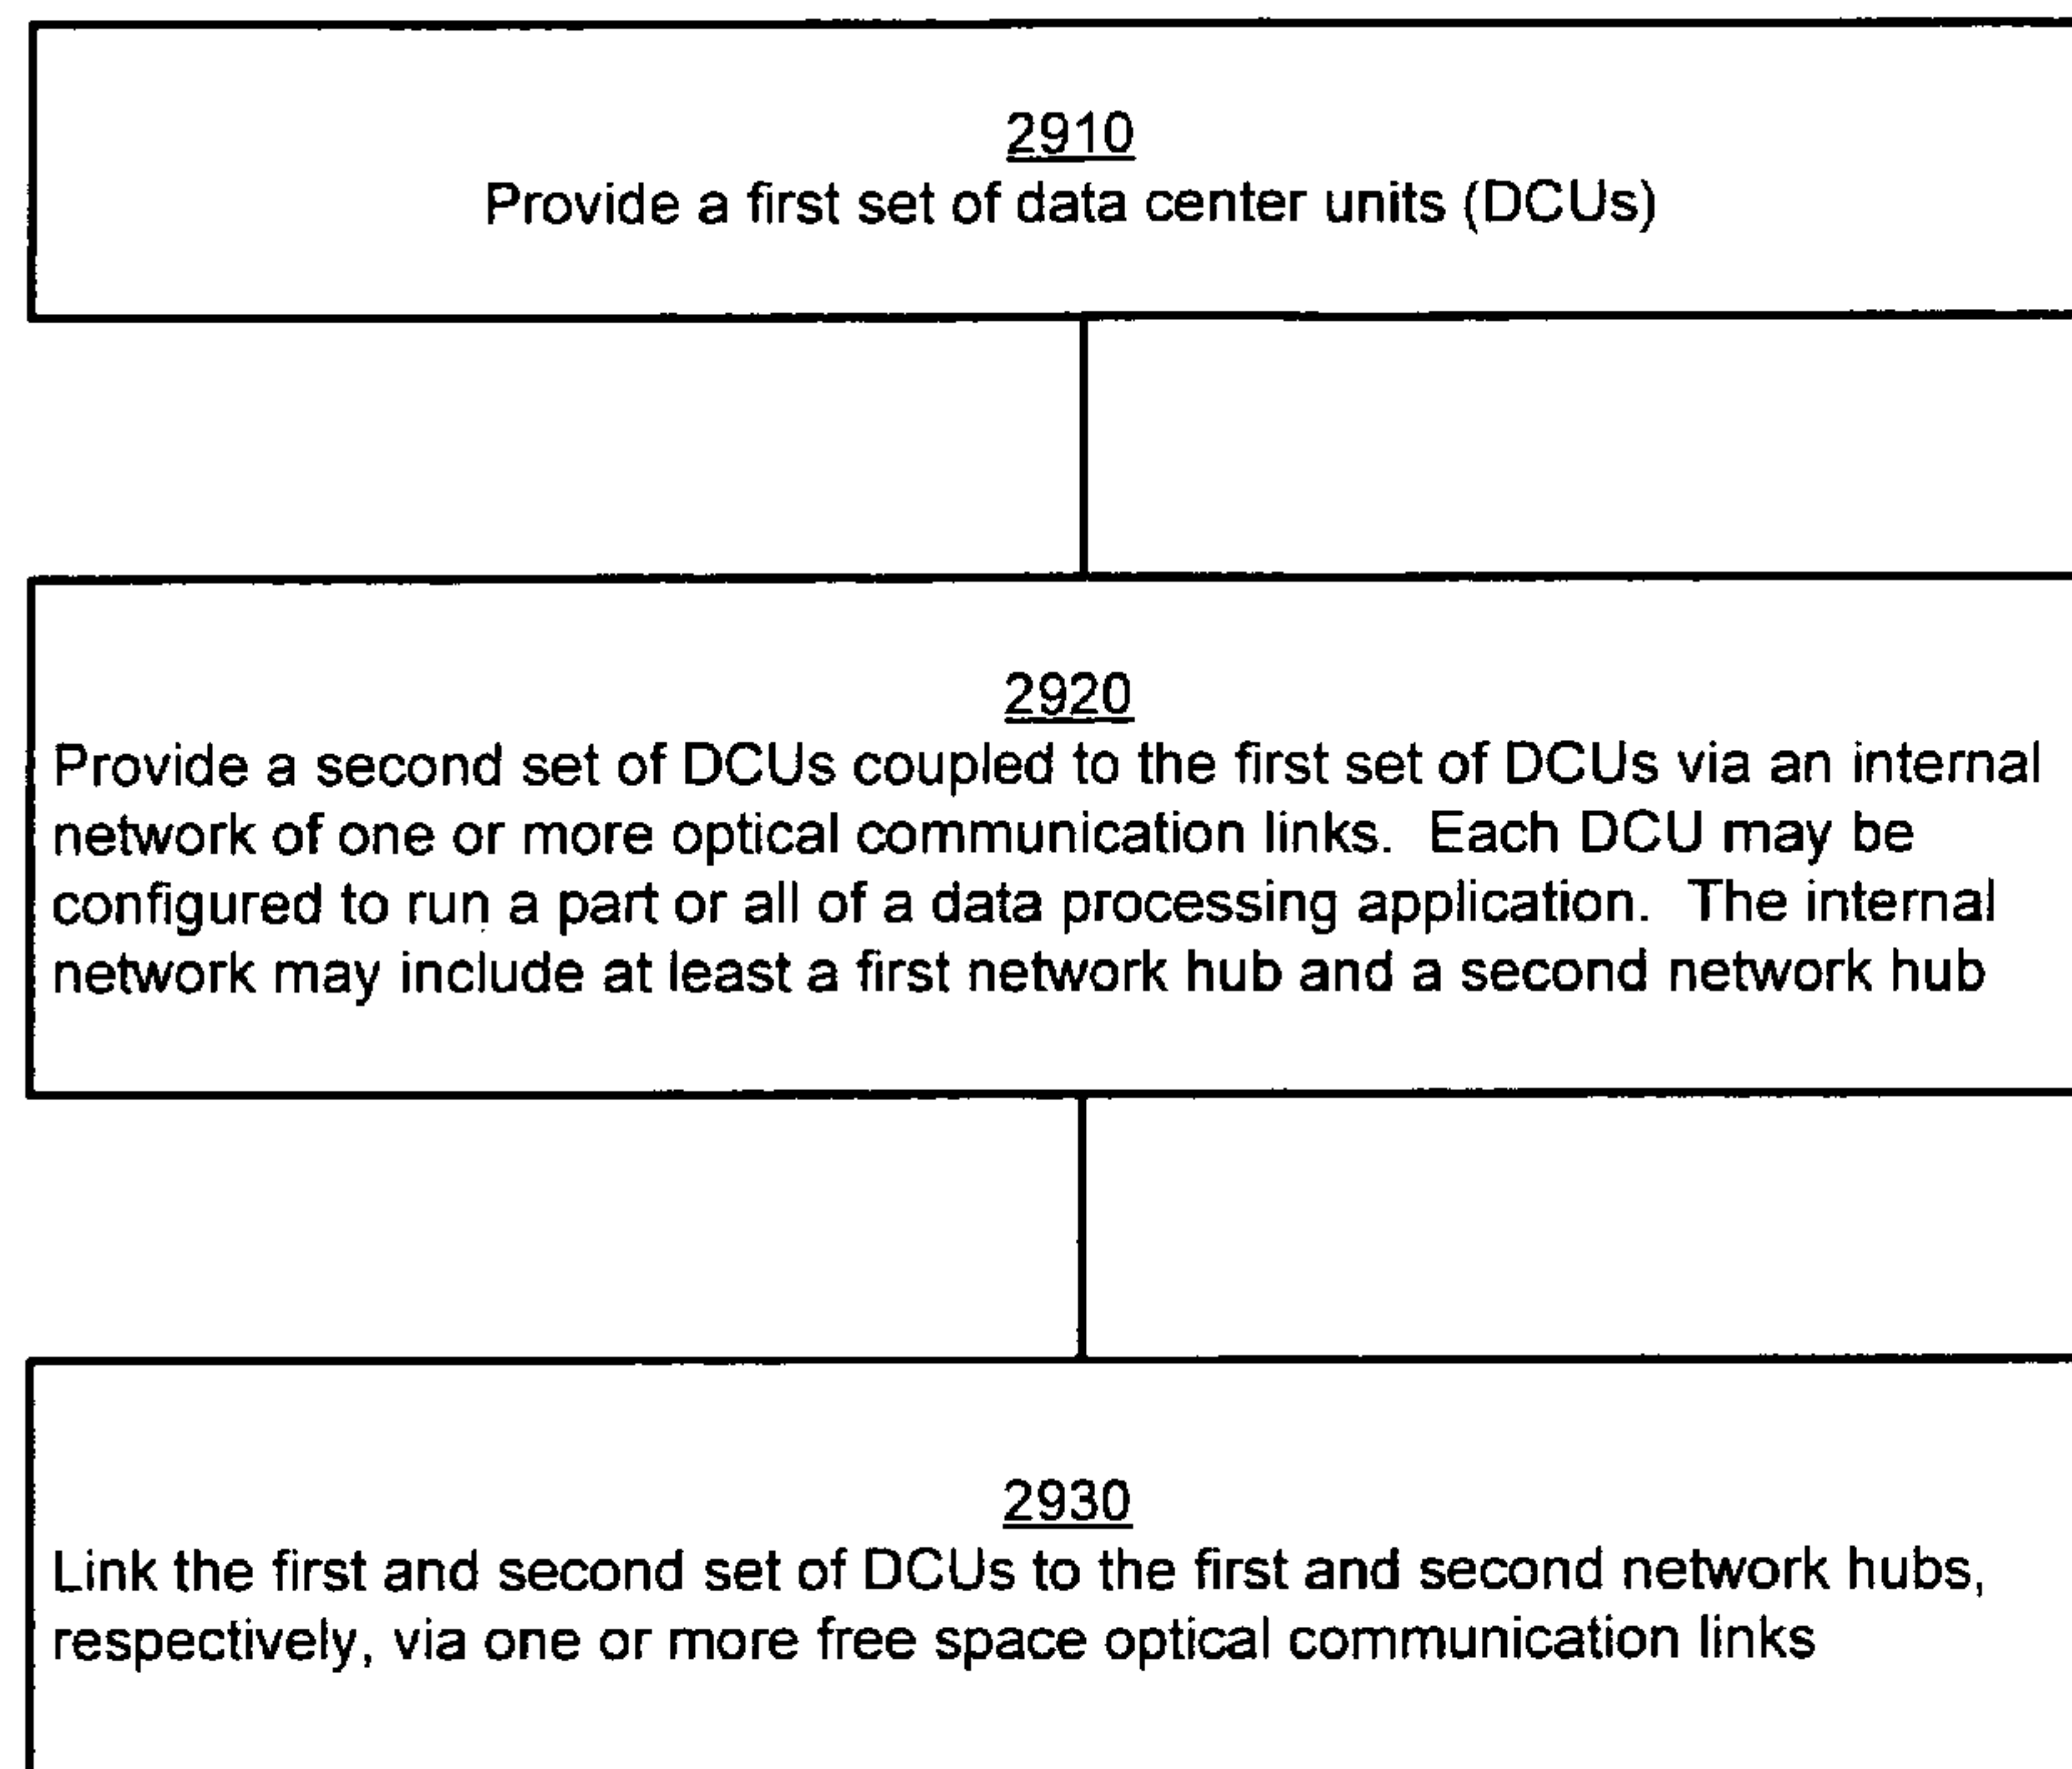 2910
Provide a first set of data center units (DCUs)
2920
Provide a second set of DCUs coupled to the first set of DCUs via an internal
network of one or more optical communication links. Each DCU may be
configured to run a part or all of a data processing application. The internal
network may include at least a first network hub and a second network hub
2930
Link the first and second set of DCUs to the first and second network hubs,
respectively, via one or more free space optical communication links